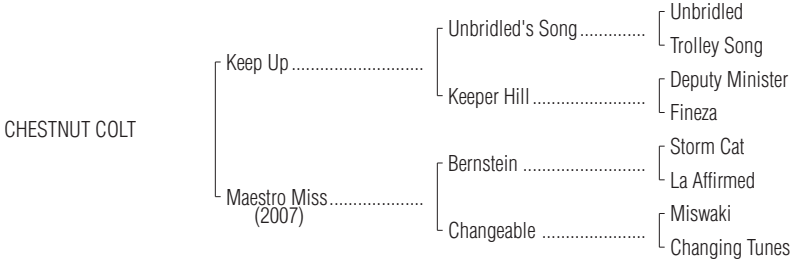 Unbridled
Unbridled's Song..............
Trolley Song
Keep Up............................
Deputy Minister
Keeper Hill........................
Fineza
CHESTNUT COLT
Storm Cat
Bernstein ..........................
La Affirmed
Maestro Miss....................
(2007)
Miswaki
Changeable ......................
Changing Tunes